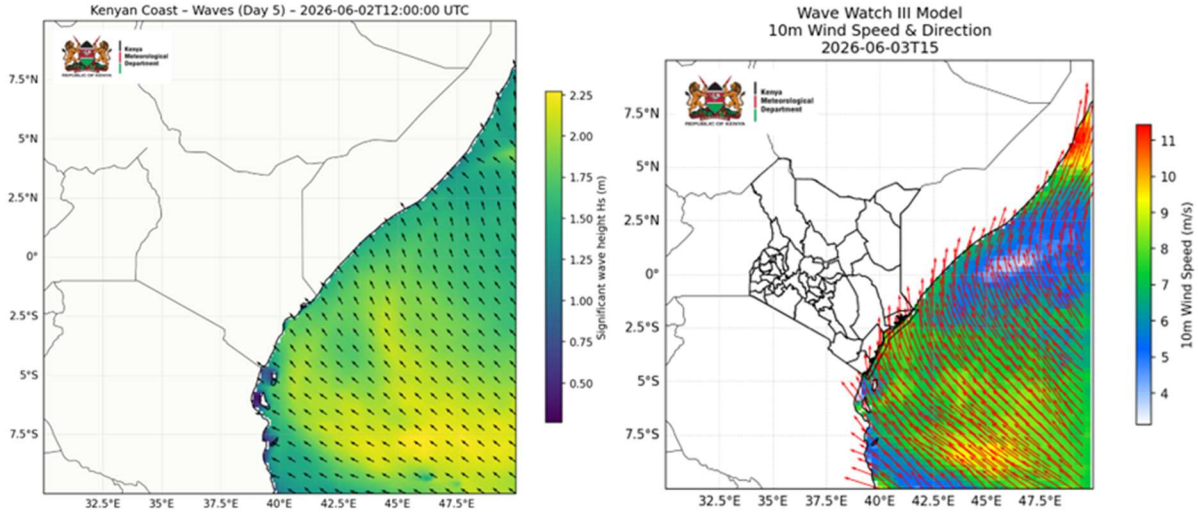 Kenyan Coast – Waves (Day 5) – 2026-06-02T12:00:00 UTC
Kenya
Meteorological
Department
REPUBLIC OF KENYA
7.5°N
5°N
2.5°N
0°
2.5°S
5°S
7.5°S
32.5°E 35°E 37.5°E 40°E 42.5°E 45°E 47.5°E
2.25
2.00
1.75
1.50
1.25
1.00
0.75
0.50
Significant wave height Hs (m)
Wave Watch III Model
10m Wind Speed & Direction
2026-06-03T15
Kenya
Meteorological
Department
REPUBLIC OF KENYA
7.5°N
5°N
2.5°N
0°
2.5°S
5°S
7.5°S
32.5°E 35°E 37.5°E 40°E 42.5°E 45°E 47.5°E
11
10
9
8
7
6
5
4
10m Wind Speed (m/s)